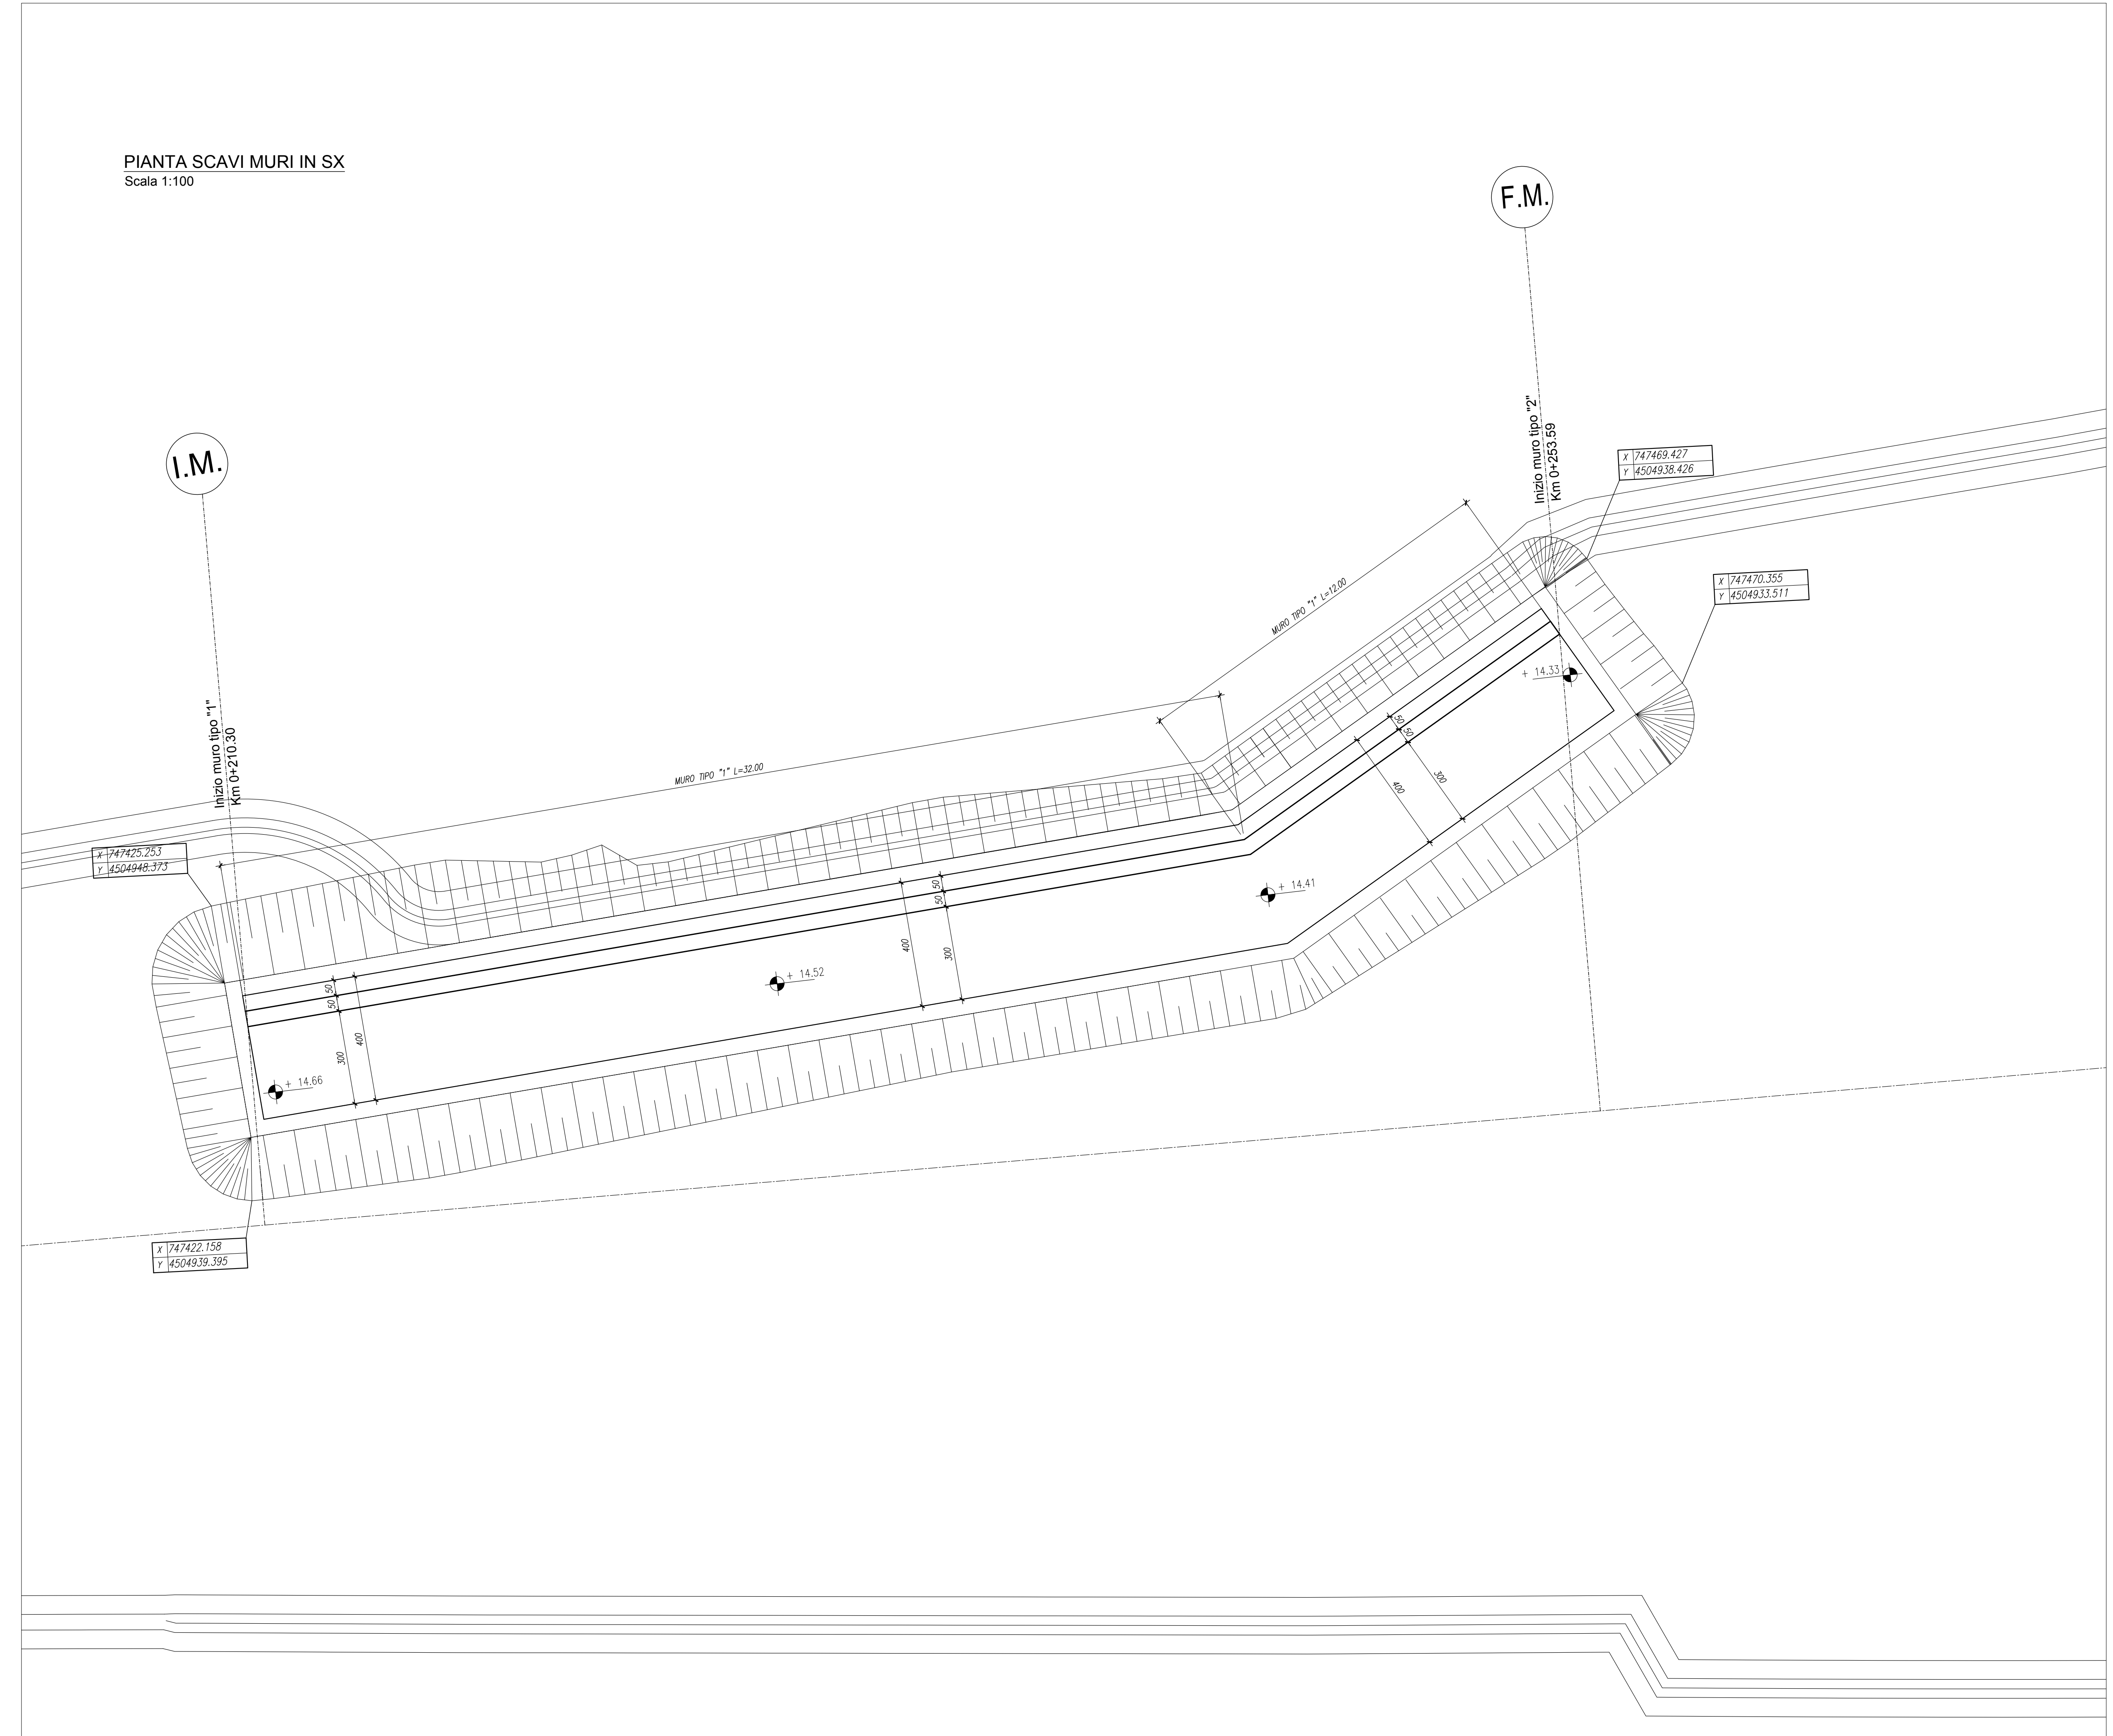 PIANTA SCAVI MURI IN SX
Scala 1:100
F.M.
I.M.
Inizio muro tipo "2"
Km 0+253.59
X 747469.427
Y 4504938.426
X 747470.355
Y 4504933.511
MURO TIPO "1" L=12.00
+ 14.33
Inizio muro tipo "1"
Km 0+210.30
MURO TIPO "1" L=32.00
50
50
400
300
X 747425.253
Y 4504948.373
+ 14.41
50
50
400
300
+ 14.52
50
50
400
300
+ 14.66
X 747422.158
Y 4504939.395